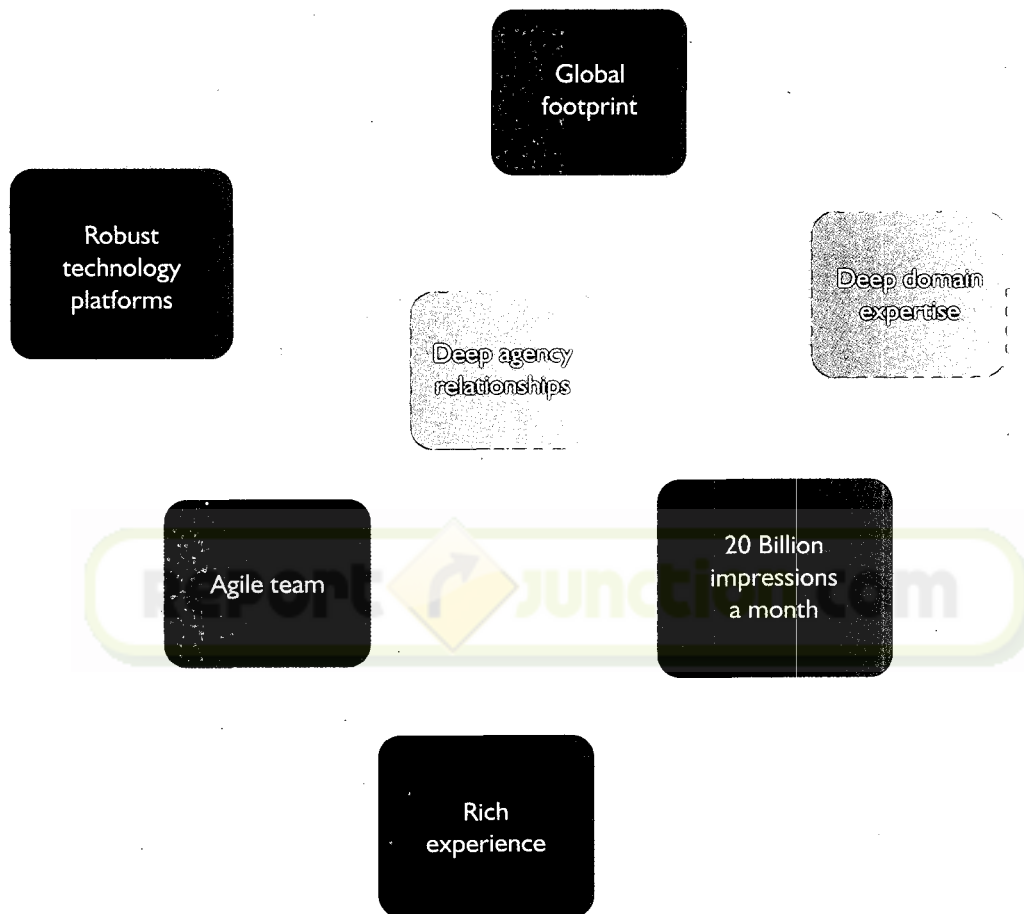 Global
footprint
Robust
technology
platforms
Deep domain
expertise
Deep agency
relationships
20 Billion
impressions
a month
Agile team
REPORT JUNCTION.COM
Rich
experience